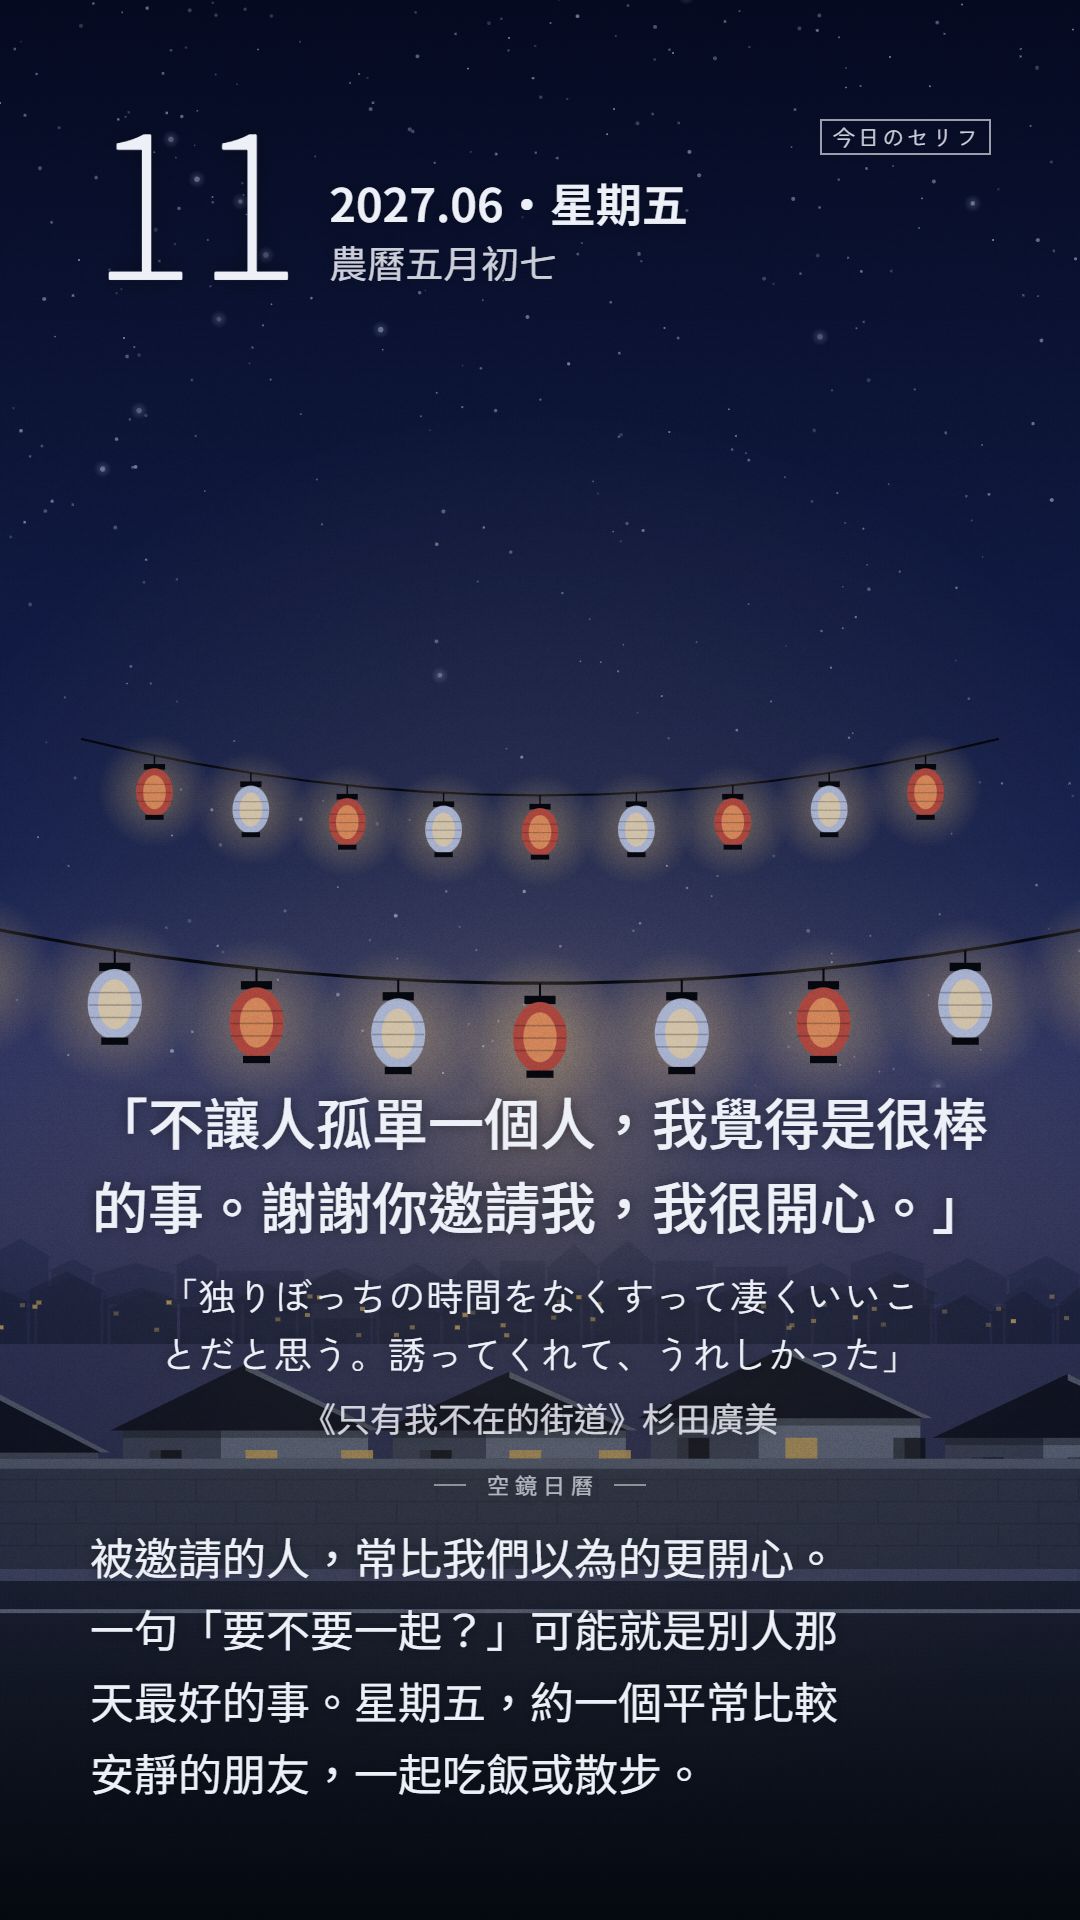 今日のセリフ
11
2027.06・星期五
農曆五月初七
「不讓人孤單一個人，我覺得是很棒
的事。謝謝你邀請我，我很開心。」
「独りぼっちの時間をなくすって凄くいいこ
とだと思う。誘ってくれて、うれしかった」
《只有我不在的街道》杉田廣美
空鏡日曆
被邀請的人，常比我們以為的更開心。
一句「要不要一起？」可能就是別人那
天最好的事。星期五，約一個平常比較
安靜的朋友，一起吃飯或散步。